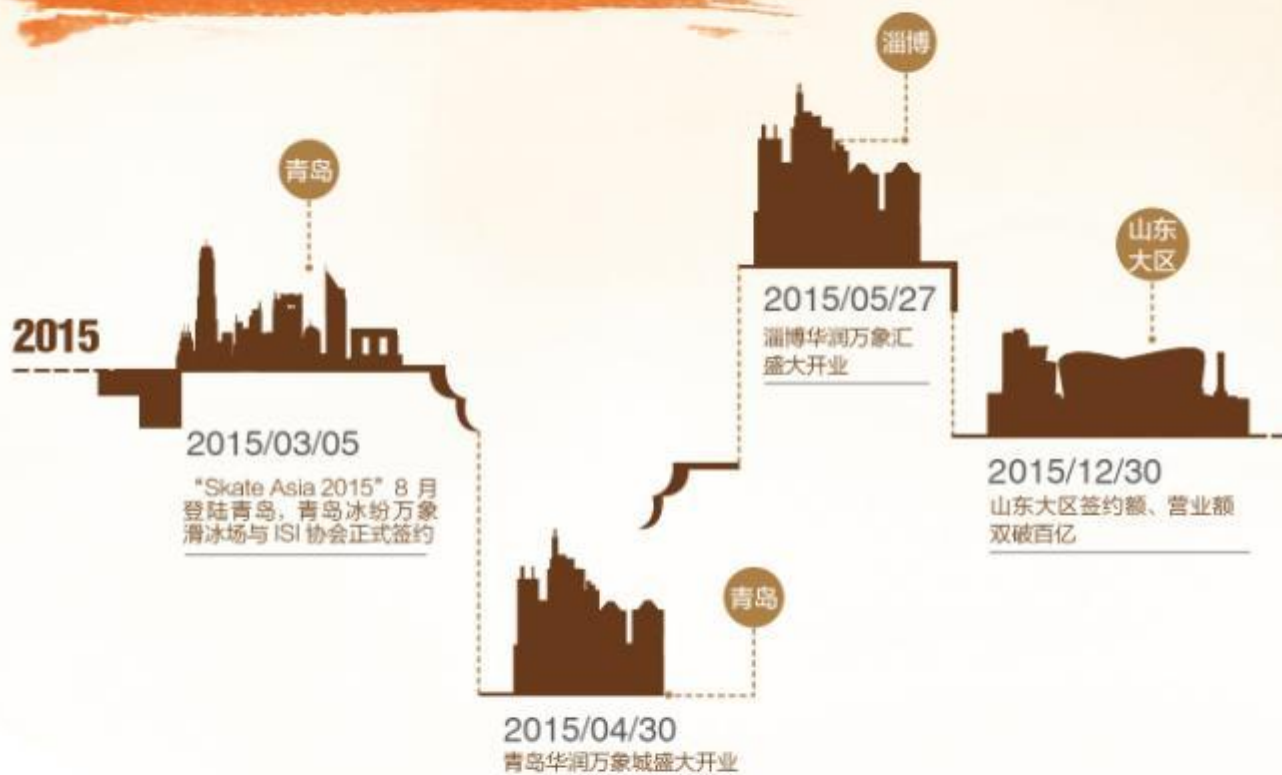 2015
青岛
2015/03/05
“Skate Asia 2015”8 月
登陆青岛，青岛冰纷万象
滑冰场与 ISI 协会正式签约
青岛
2015/04/30
青岛华润万象城盛大开业
淄博
2015/05/27
淄博华润万象汇
盛大开业
山东
大区
2015/12/30
山东大区签约额、营业额
双破百亿